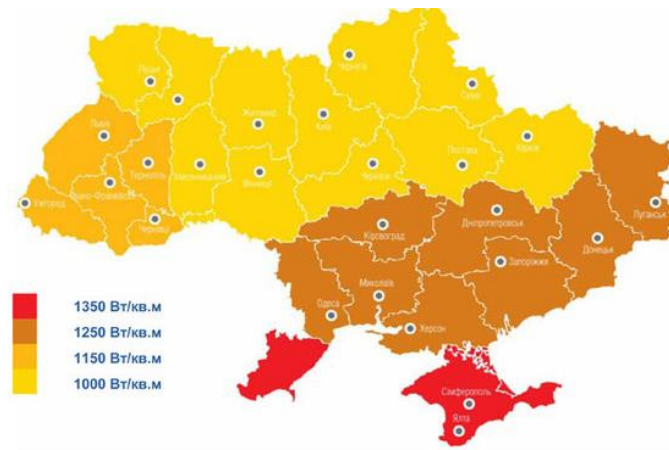 Чернігів
Луцьк
Суми
Житомир
Київ
Львів
Полтава
Харків
Тернопіль
Хмельницький
Вінниця
Черкаси
Івано-Франківськ
Ужгород
Чернівці
Луганськ
Дніпропетровськ
Кіровоград
Донецьк
Запоріжжя
Миколаїв
Одеса
Херсон
1350 Вт/кв.м
1250 Вт/кв.м
1150 Вт/кв.м
1000 Вт/кв.м
Сімферополь
Ялта